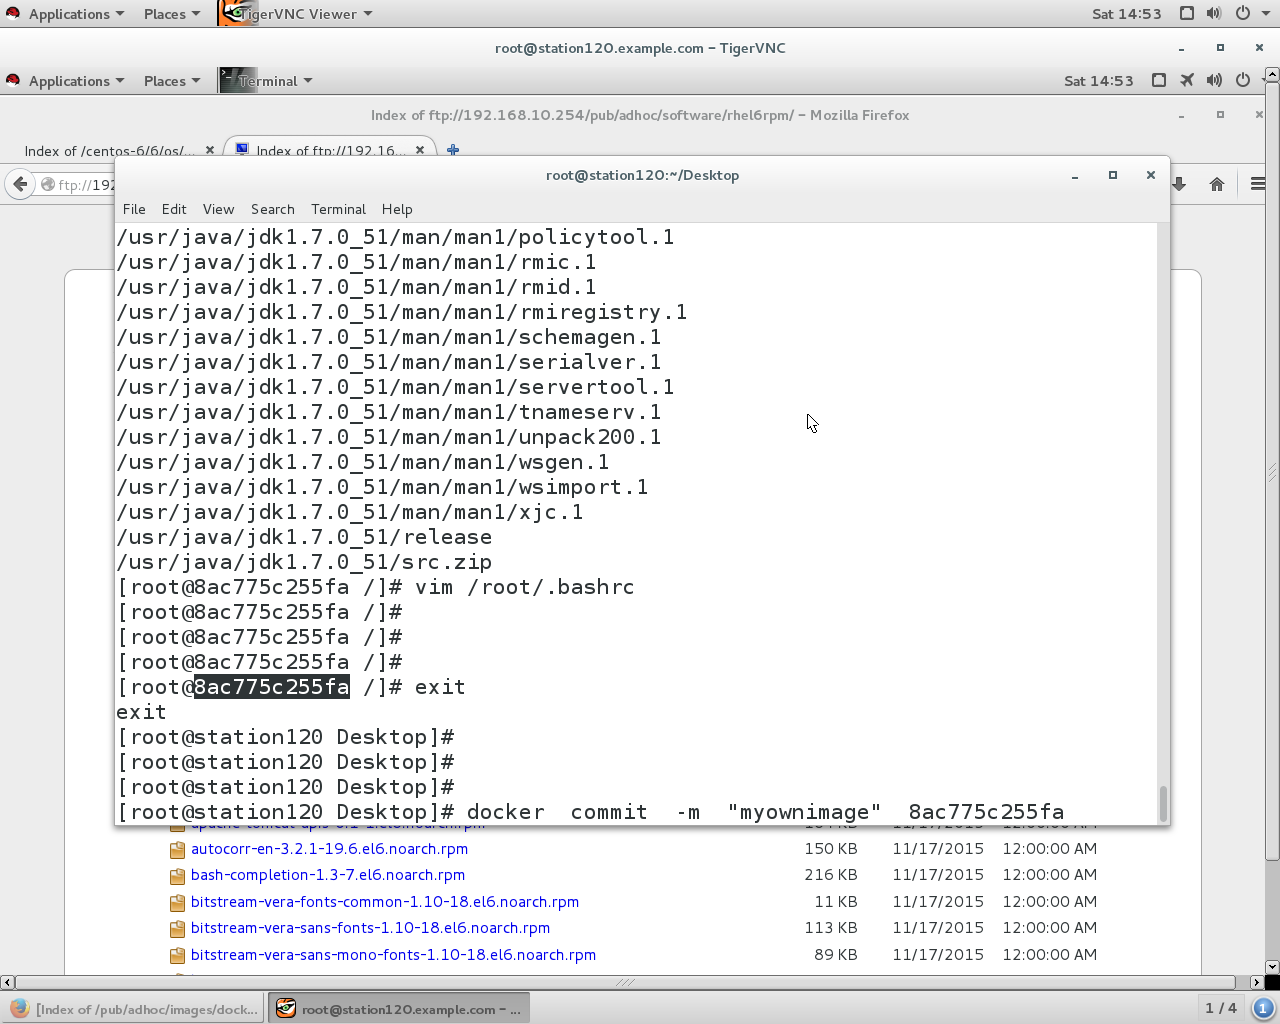 Applications Places TigerVNC Viewer Sat 14:53
root@station120.example.com - TigerVNC
Applications Places Terminal Sat 14:53
Index of ftp://192.168.10.254/pub/adhoc/software/rhel6rpm/ - Mozilla Firefox
Index of /centos-6/6/os/... Index of ftp://192.16...
ftp://192
root@station120:~/Desktop
File Edit View Search Terminal Help
/usr/java/jdk1.7.0_51/man/man1/policytool.1
/usr/java/jdk1.7.0_51/man/man1/rmic.1
/usr/java/jdk1.7.0_51/man/man1/rmid.1
/usr/java/jdk1.7.0_51/man/man1/rmiregistry.1
/usr/java/jdk1.7.0_51/man/man1/schemagen.1
/usr/java/jdk1.7.0_51/man/man1/serialver.1
/usr/java/jdk1.7.0_51/man/man1/servertool.1
/usr/java/jdk1.7.0_51/man/man1/tnameserv.1
/usr/java/jdk1.7.0_51/man/man1/unpack200.1
/usr/java/jdk1.7.0_51/man/man1/wsgen.1
/usr/java/jdk1.7.0_51/man/man1/wsimport.1
/usr/java/jdk1.7.0_51/man/man1/xjc.1
/usr/java/jdk1.7.0_51/release
/usr/java/jdk1.7.0_51/src.zip
[root@8ac775c255fa /]# vim /root/.bashrc
[root@8ac775c255fa /]#
[root@8ac775c255fa /]#
[root@8ac775c255fa /]#
[root@8ac775c255fa /]# exit
exit
[root@station120 Desktop]#
[root@station120 Desktop]#
[root@station120 Desktop]#
[root@station120 Desktop]# docker commit -m "myownimage" 8ac775c255fa
autocorr-en-3.2.1-19.6.el6.noarch.rpm 150 KB 11/17/2015 12:00:00 AM
bash-completion-1.3-7.el6.noarch.rpm 216 KB 11/17/2015 12:00:00 AM
bitstream-vera-fonts-common-1.10-18.el6.noarch.rpm 11 KB 11/17/2015 12:00:00 AM
bitstream-vera-sans-fonts-1.10-18.el6.noarch.rpm 113 KB 11/17/2015 12:00:00 AM
bitstream-vera-sans-mono-fonts-1.10-18.el6.noarch.rpm 89 KB 11/17/2015 12:00:00 AM
[Index of /pub/adhoc/images/dock... root@station120.example.com - ... 1 / 4 1